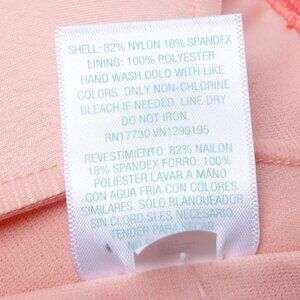 SHELL: 82% NYLON 18% SPANDEX
LINING: 100% POLYESTER
HAND WASH COLD WITH LIKE
COLORS. ONLY NON-CHLORINE
BLEACH IF NEEDED. LINE DRY
DO NOT IRON.
RN17730 VN1299195
REVESTIMIENTO: 82% NAILON
18% SPANDEX FORRO: 100%
POLIÉSTER LAVAR A MANO
CON AGUA FRIA CON COLORES
SIMILARES. SÓLO BLANQUEADOR
SIN CLORO SI ES NECESARIO.
TENDER PARA SECAR
NO